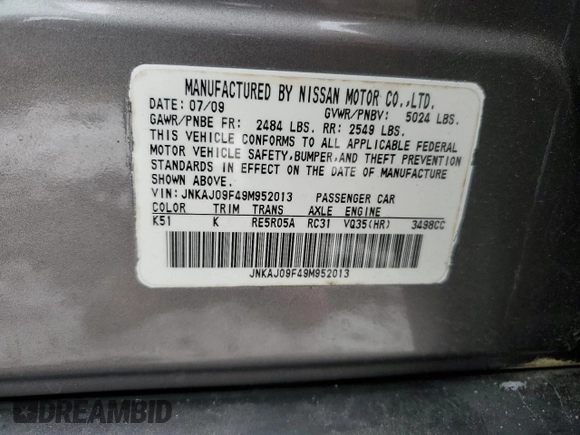 MANUFACTURED BY NISSAN MOTOR CO.,LTD.
DATE: 07/09 GVWR/PNBV: 5024 LBS.
GAWR/PNBE FR: 2484 LBS. RR: 2549 LBS.
THIS VEHICLE CONFORMS TO ALL APPLICABLE FEDERAL
MOTOR VEHICLE SAFETY,BUMPER,AND THEFT PREVENTION
STANDARDS IN EFFECT ON THE DATE OF MANUFACTURE
SHOWN ABOVE.
VIN: JNKAJ09F49M952013 PASSENGER CAR
COLOR TRIM TRANS AXLE ENGINE
K51 K RE5R05A RC31 VQ35(HR) 3498CC
JNKAJ09F49M952013
DREAMBID